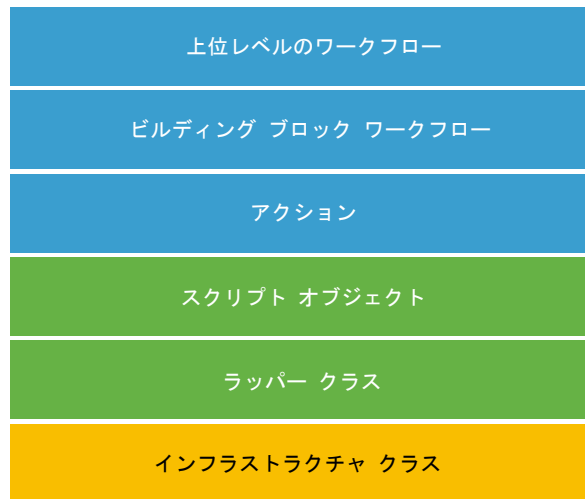 上位レベルのワークフロー
ビルディング ブロック ワークフロー
アクション
スクリプト オブジェクト
ラッパー クラス
インフラストラクチャ クラス